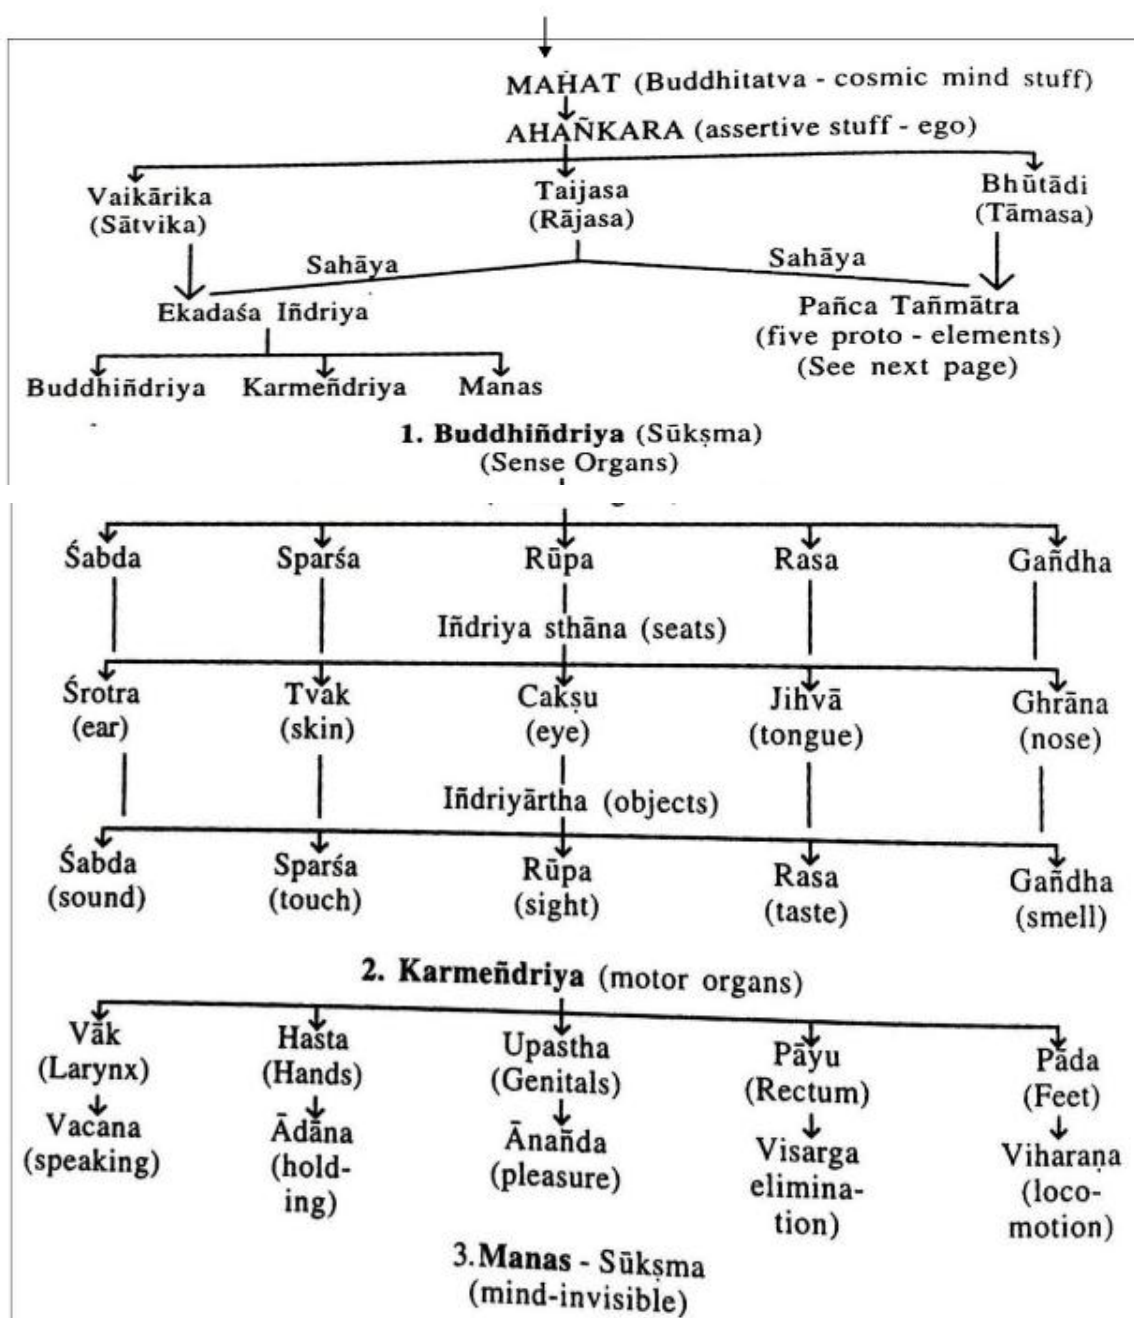 MAHAT (Buddhitatva - cosmic mind stuff)
AHAÑKARA (assertive stuff - ego)
Vaikārika Taijasa Bhūtādi
(Sātvika) (Rājasa) (Tāmasa)
Sahāya Sahāya
Ekadaśa Iñdriya Pañca Tañmātra
(five proto - elements)
(See next page)
Buddhiñdriya Karmeñdriya Manas
1. Buddhiñdriya (Sūkṣma)
(Sense Organs)
Śabda Sparśa Rūpa Rasa Gañdha
Iñdriya sthāna (seats)
Śrotra Tvak Cakṣu Jihvā Ghrāna
(ear) (skin) (eye) (tongue) (nose)
Iñdriyārtha (objects)
Śabda Sparśa Rūpa Rasa Gañdha
(sound) (touch) (sight) (taste) (smell)
2. Karmeñdriya (motor organs)
Vāk Hasta Upastha Pāyu Pāda
(Larynx) (Hands) (Genitals) (Rectum) (Feet)
Vacana Ādāna Ānañda Visarga Viharaṇa
(speaking) (hold- (pleasure) elimina- (loco-
ing) tion) motion)
3.Manas - Sūkṣma
(mind-invisible)